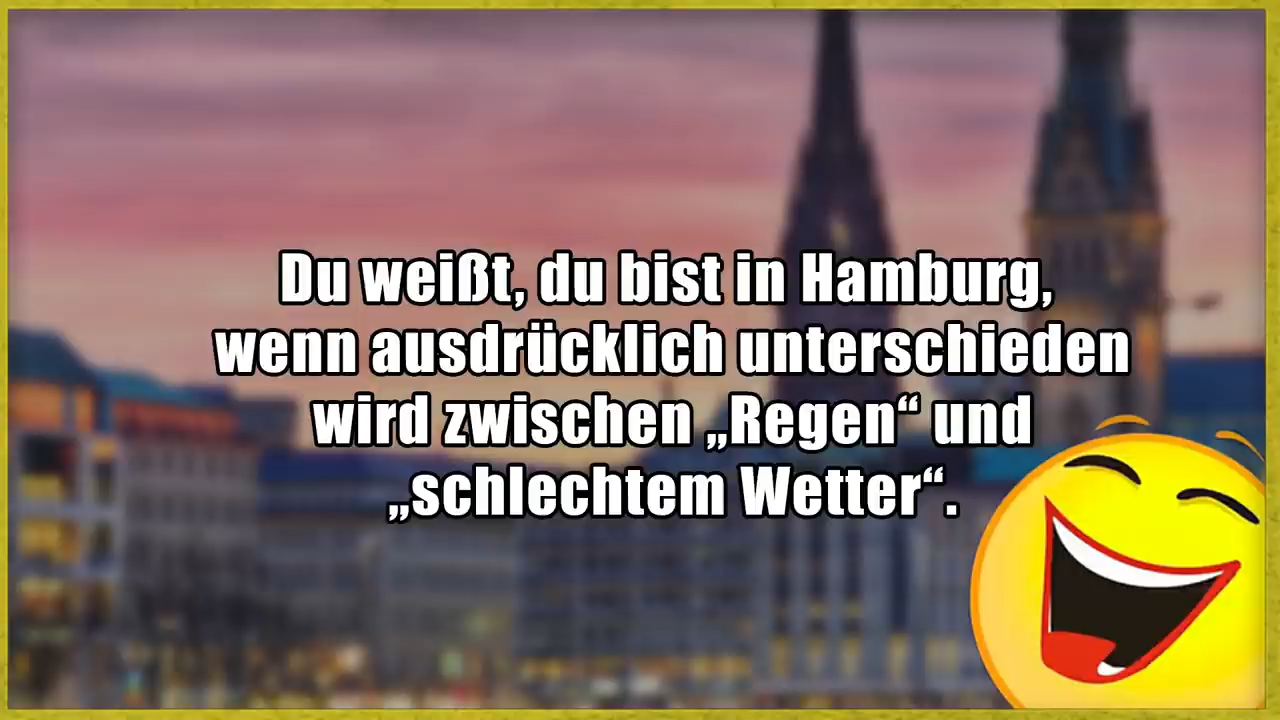 Du weißt, du bist in Hamburg,
wenn ausdrücklich unterschieden
wird zwischen „Regen“ und
„schlechtem Wetter“.